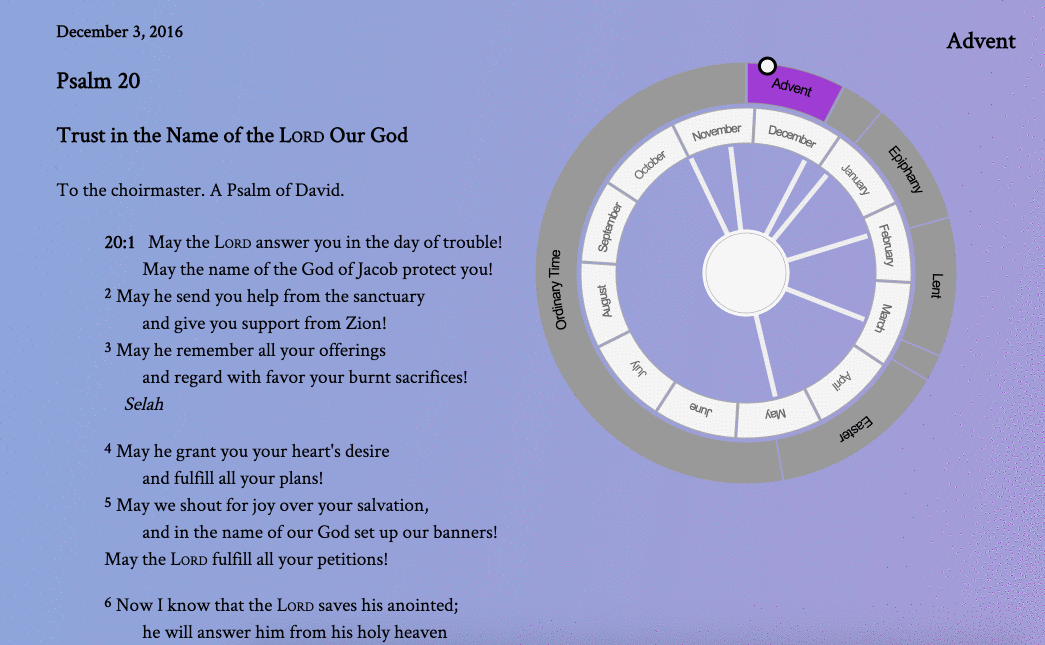 December 3, 2016
Advent
Psalm 20
Trust in the Name of the LORD Our God
To the choirmaster. A Psalm of David.
20:1 May the LORD answer you in the day of trouble!
May the name of the God of Jacob protect you!
2 May he send you help from the sanctuary
and give you support from Zion!
3 May he remember all your offerings
and regard with favor your burnt sacrifices!
Selah
4 May he grant you your heart's desire
and fulfill all your plans!
5 May we shout for joy over your salvation,
and in the name of our God set up our banners!
May the LORD fulfill all your petitions!
6 Now I know that the LORD saves his anointed;
he will answer him from his holy heaven
Advent
Epiphany
Lent
Easter
Ordinary Time
November
December
January
February
March
April
May
June
July
August
September
October